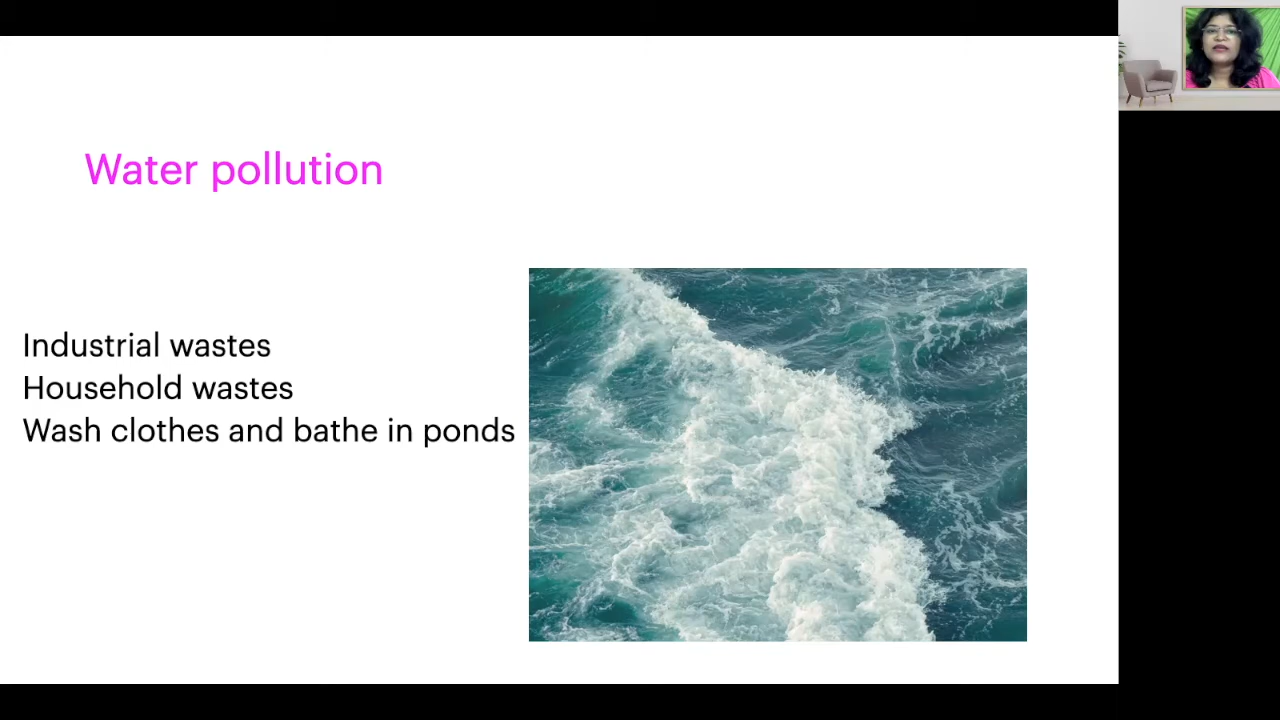 Water pollution
Industrial wastes
Household wastes
Wash clothes and bathe in ponds